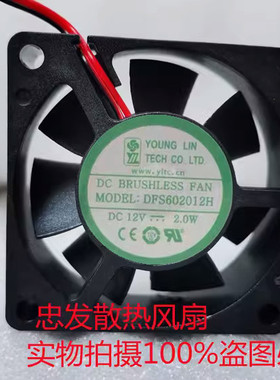 YOUNG LIN
TECH CO. LTD
www.yltc.cn
DC BRUSHLESS FAN
MODEL: DFS602012H
DC 12V 2.0W
CE
忠发散热风扇
实物拍摄100%盗图